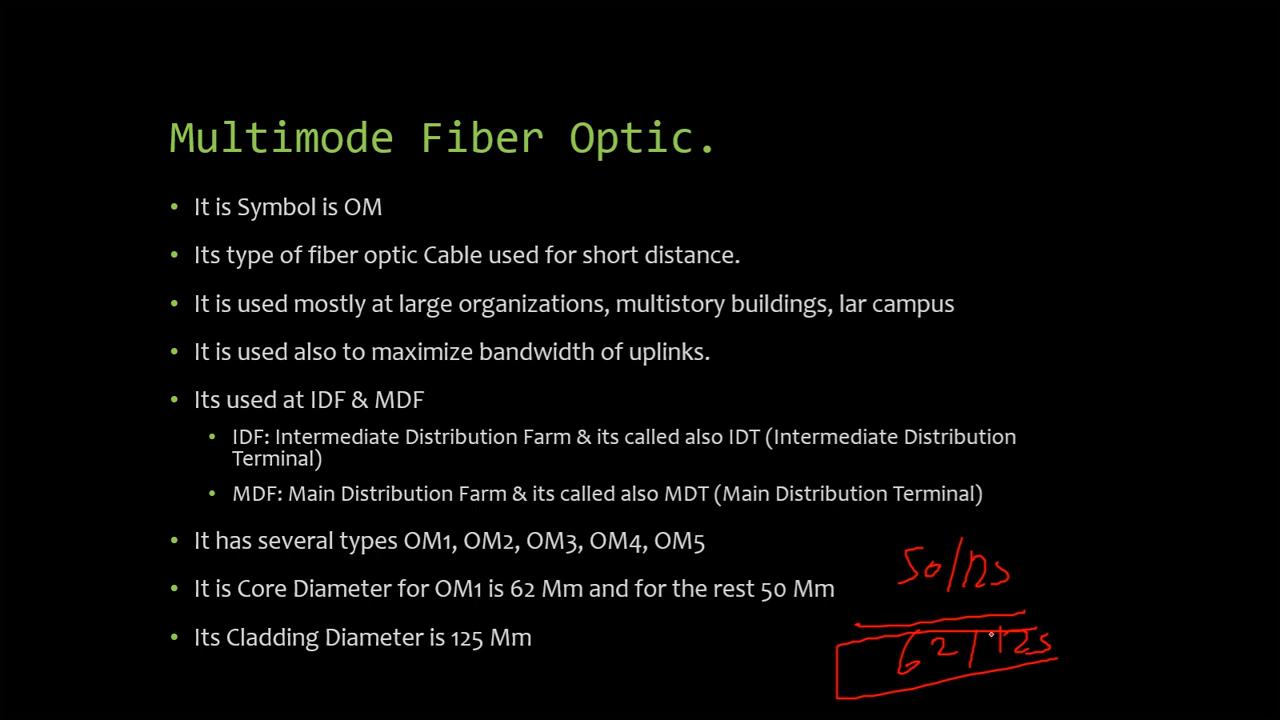 Multimode Fiber Optic.
• It is Symbol is OM
• Its type of fiber optic Cable used for short distance.
• It is used mostly at large organizations, multistory buildings, lar campus
• It is used also to maximize bandwidth of uplinks.
• Its used at IDF & MDF
• IDF: Intermediate Distribution Farm & its called also IDT (Intermediate Distribution
Terminal)
• MDF: Main Distribution Farm & its called also MDT (Main Distribution Terminal)
• It has several types OM1, OM2, OM3, OM4, OM5
• It is Core Diameter for OM1 is 62 Mm and for the rest 50 Mm
• Its Cladding Diameter is 125 Mm
50/125
62/125